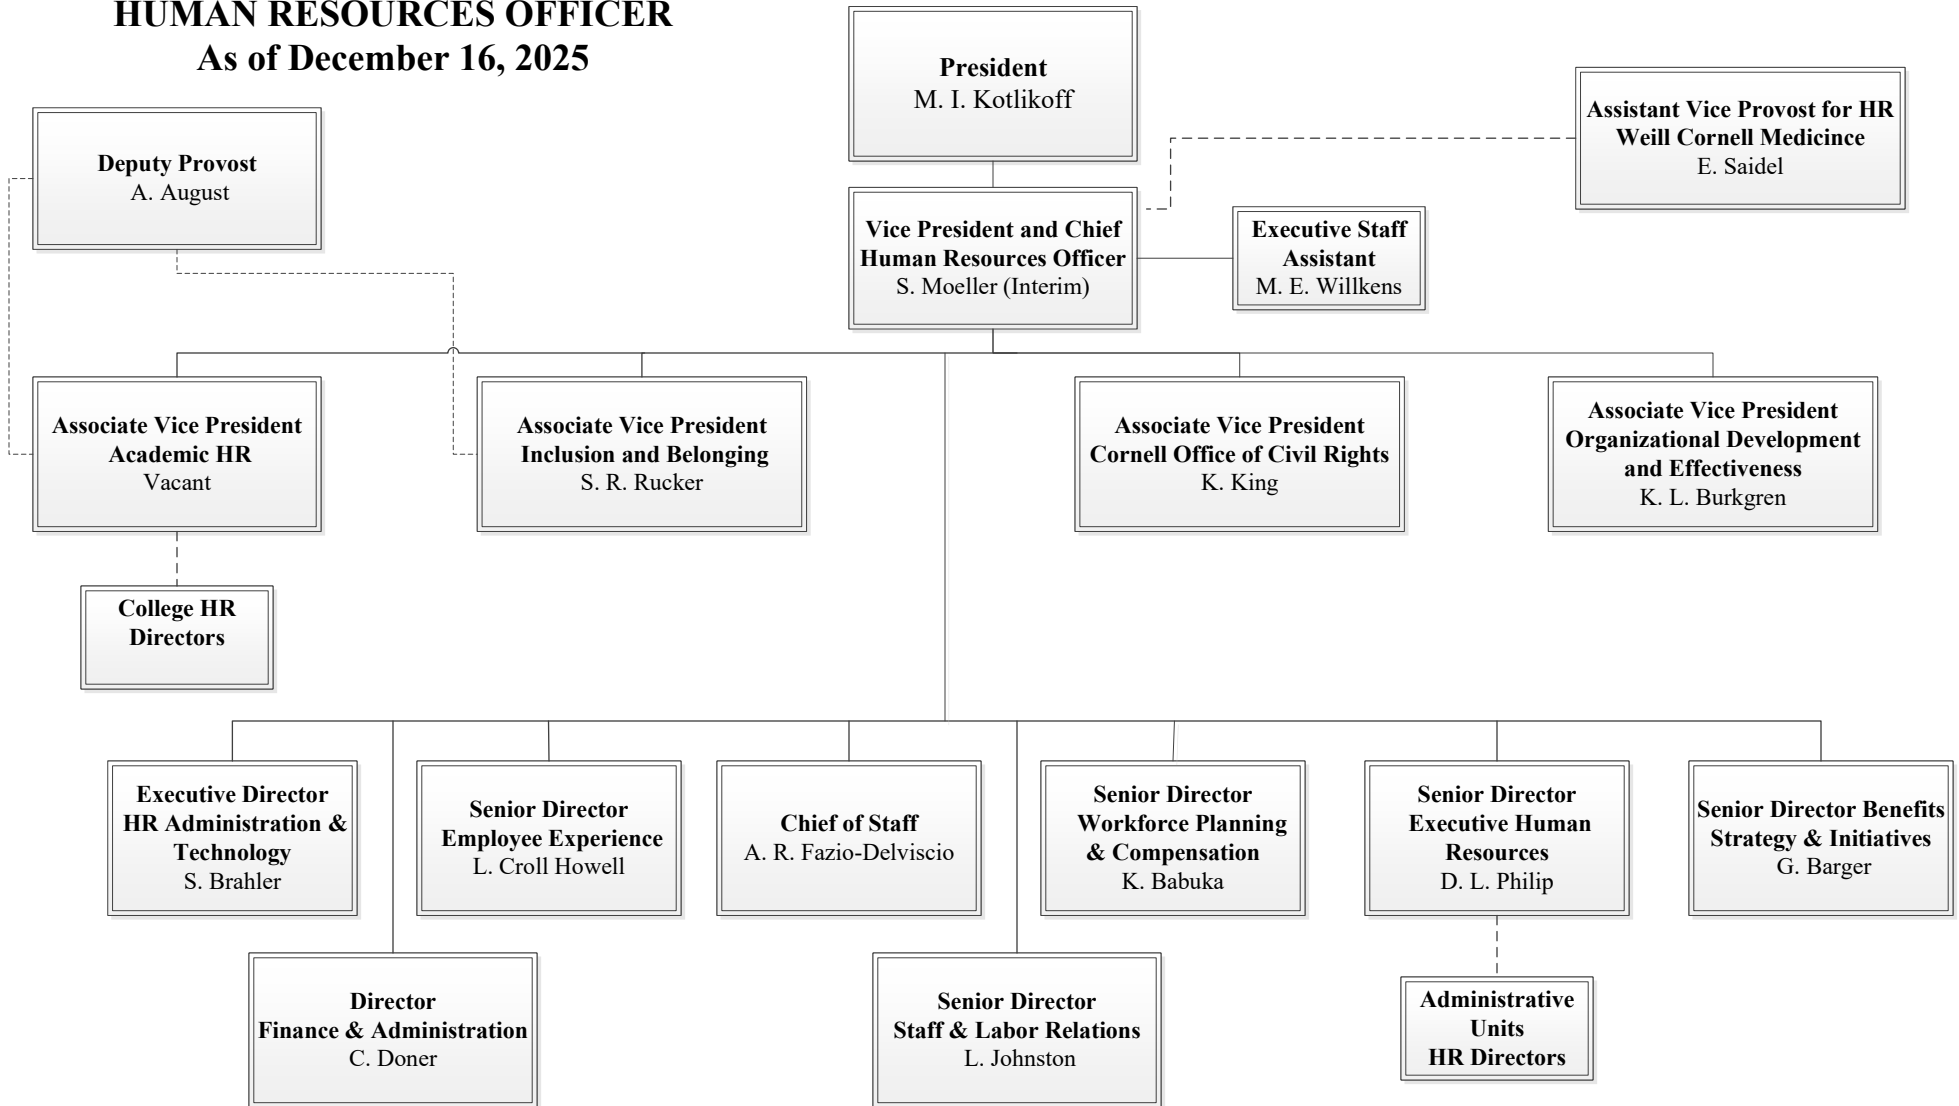 HUMAN RESOURCES OFFICER
As of December 16, 2025
President
M. I. Kotlikoff
Assistant Vice Provost for HR
Weill Cornell Medicince
E. Saidel
Deputy Provost
A. August
Vice President and Chief
Human Resources Officer
S. Moeller (Interim)
Executive Staff
Assistant
M. E. Willkens
Associate Vice President
Academic HR
Vacant
Associate Vice President
Inclusion and Belonging
S. R. Rucker
Associate Vice President
Cornell Office of Civil Rights
K. King
Associate Vice President
Organizational Development
and Effectiveness
K. L. Burkgren
College HR
Directors
Executive Director
HR Administration &
Technology
S. Brahler
Senior Director
Employee Experience
L. Croll Howell
Chief of Staff
A. R. Fazio-Delviscio
Senior Director
Workforce Planning
& Compensation
K. Babuka
Senior Director
Executive Human
Resources
D. L. Philip
Senior Director Benefits
Strategy & Initiatives
G. Barger
Director
Finance & Administration
C. Doner
Senior Director
Staff & Labor Relations
L. Johnston
Administrative
Units
HR Directors